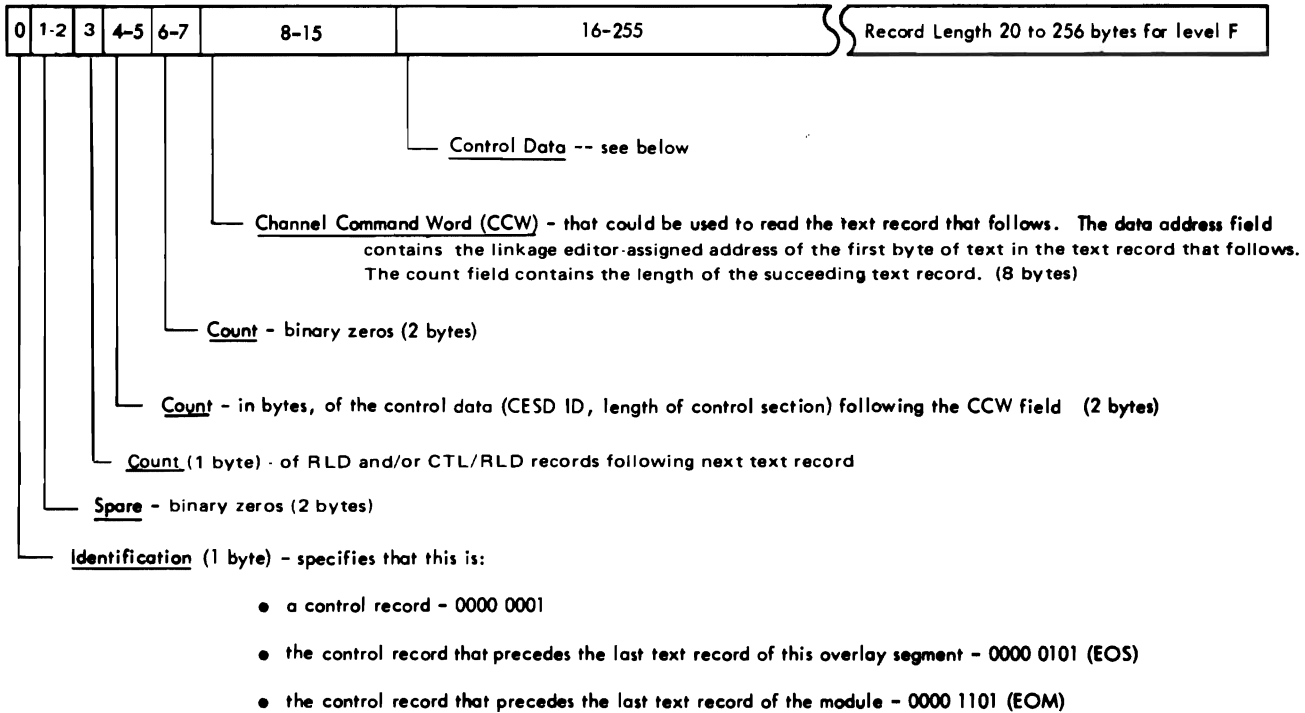 0 1-2 3 4-5 6-7 8-15 16-255 Record Length 20 to 256 bytes for level F
Control Data -- see below
Channel Command Word (CCW) - that could be used to read the text record that follows. The data address field
contains the linkage editor-assigned address of the first byte of text in the text record that follows.
The count field contains the length of the succeeding text record. (8 bytes)
Count - binary zeros (2 bytes)
Count - in bytes, of the control data (CESD ID, length of control section) following the CCW field (2 bytes)
Count (1 byte) - of RLD and/or CTL/RLD records following next text record
Spare - binary zeros (2 bytes)
Identification (1 byte) - specifies that this is:
• a control record - 0000 0001
• the control record that precedes the last text record of this overlay segment - 0000 0101 (EOS)
• the control record that precedes the last text record of the module - 0000 1101 (EOM)